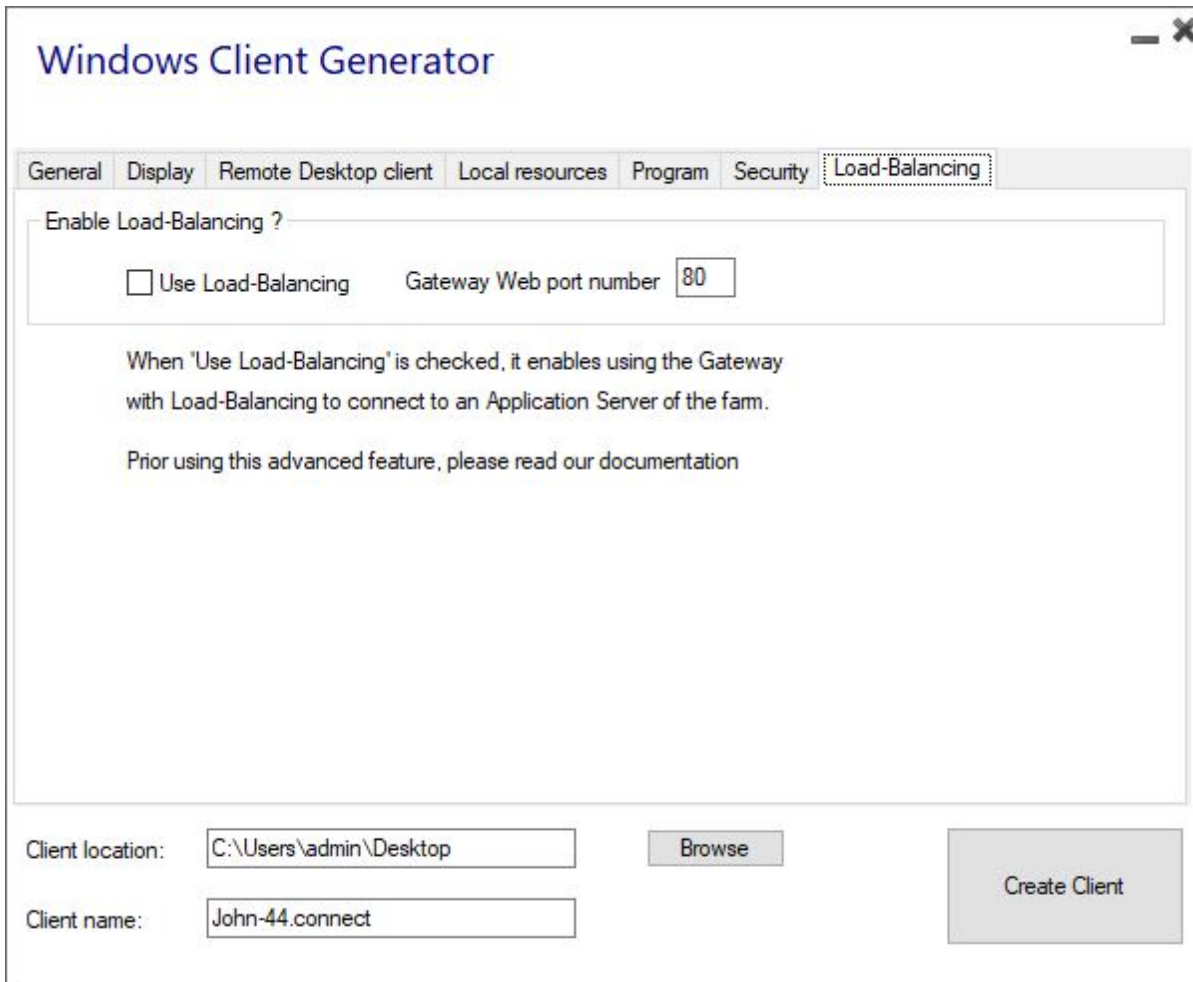 Windows Client Generator
General Display Remote Desktop client Local resources Program Security Load-Balancing
Enable Load-Balancing ?
Use Load-Balancing Gateway Web port number 80
When 'Use Load-Balancing' is checked, it enables using the Gateway
with Load-Balancing to connect to an Application Server of the farm.
Prior using this advanced feature, please read our documentation
Client location: C:\Users\admin\Desktop Browse
Create Client
Client name: John-44.connect